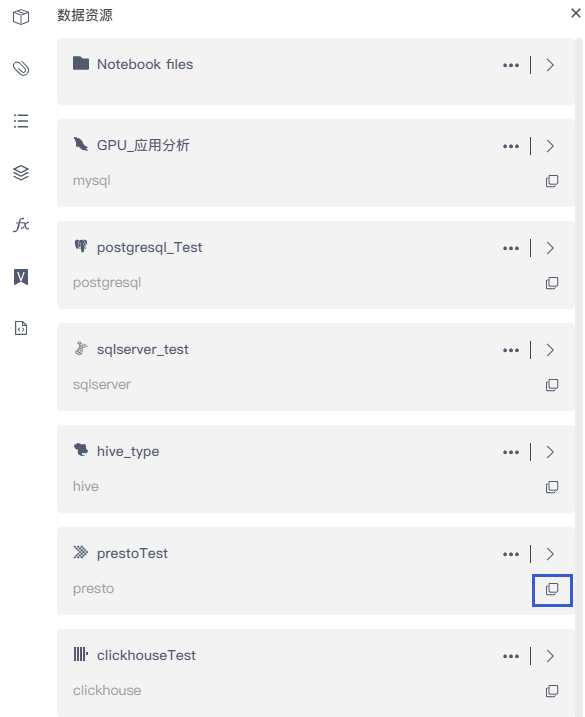 数据资源
Notebook files
GPU_应用分析
mysql
postgresql_Test
postgresql
sqlserver_test
sqlserver
hive_type
hive
prestoTest
presto
clickhouseTest
clickhouse